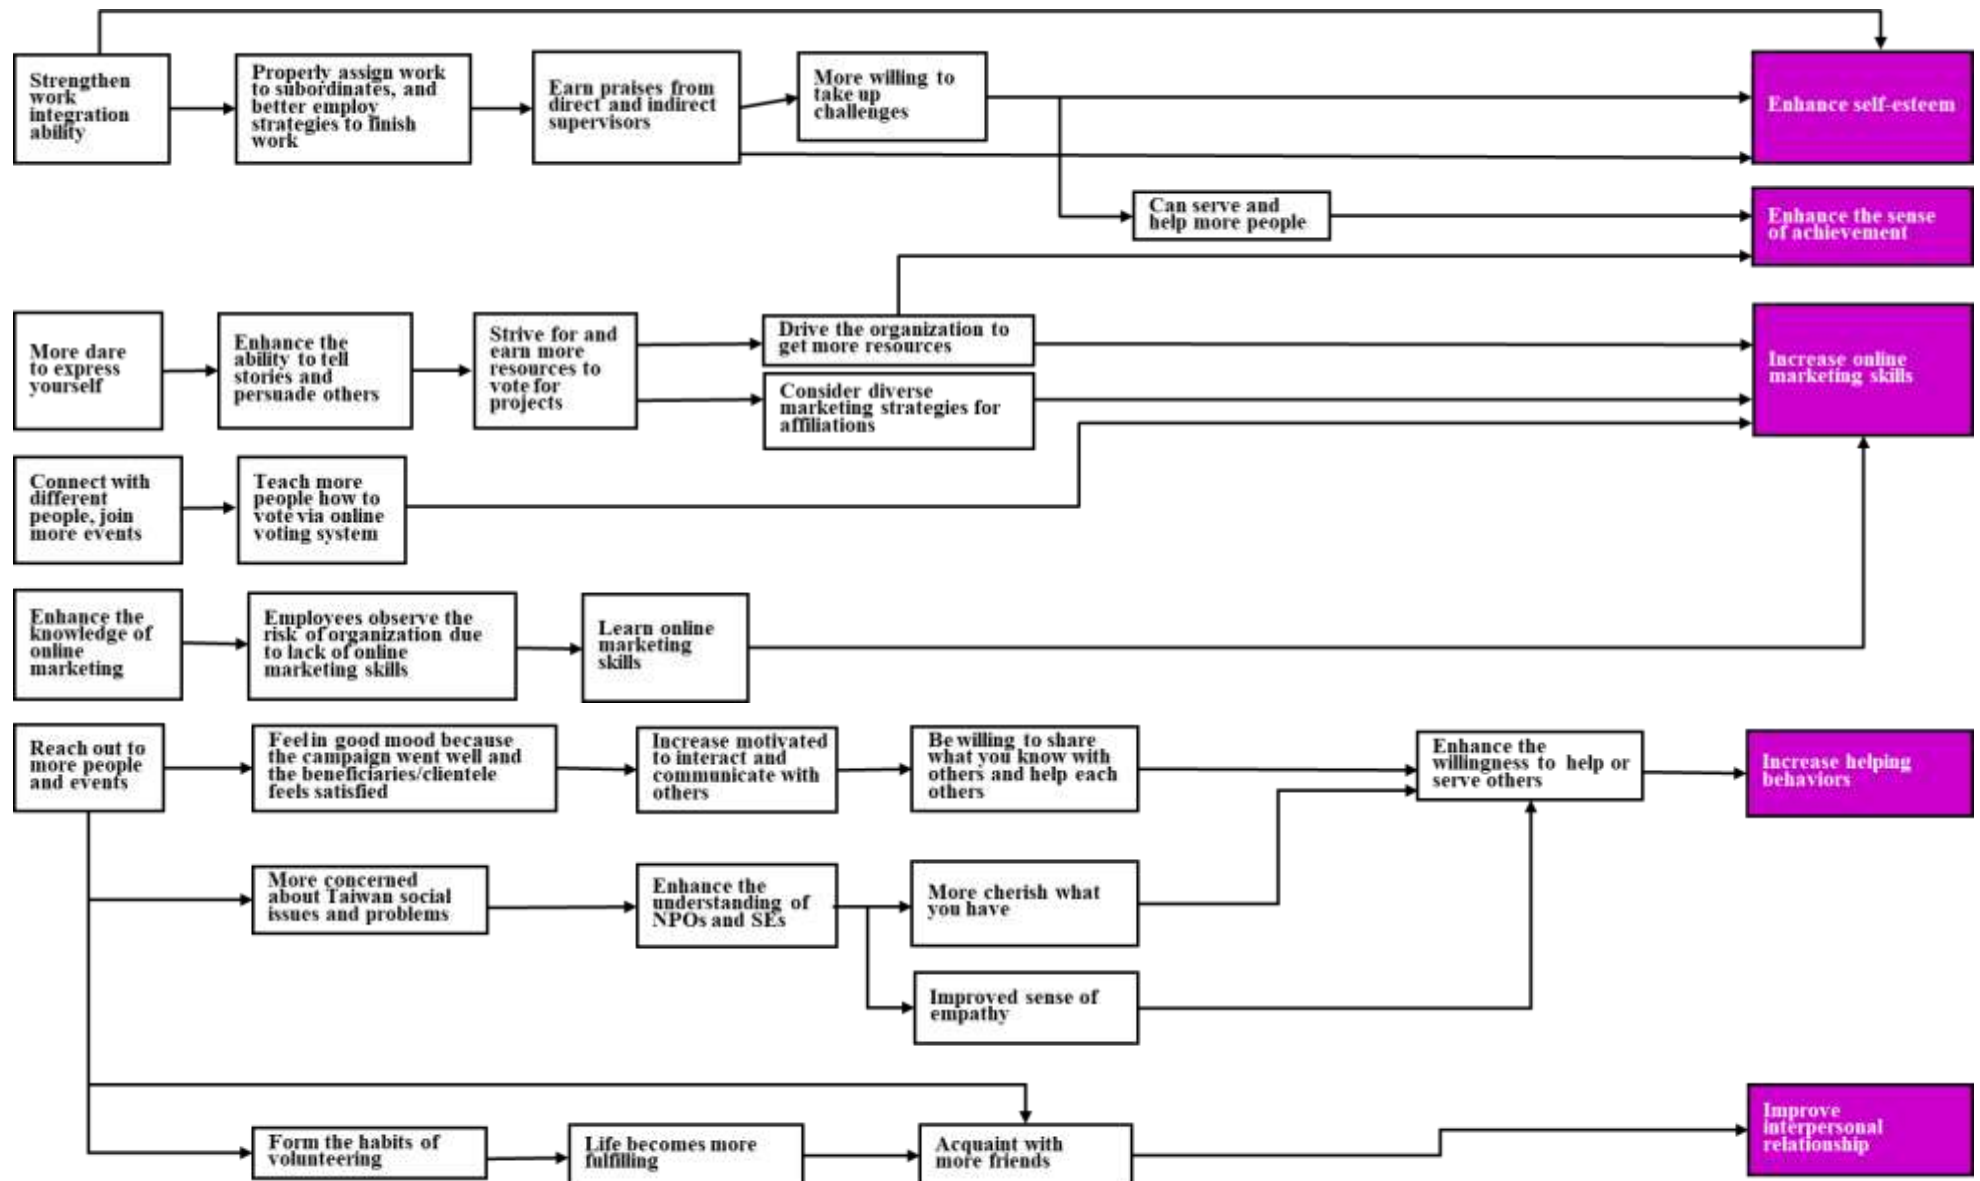 Strengthen
work
integration
ability
Properly assign work
to subordinates, and
better employ
strategies to finish
work
Earn praises from
direct and indirect
supervisors
More willing to
take up
challenges
Enhance self-esteem
Can serve and
help more people
Enhance the sense
of achievement
More dare
to express
yourself
Enhance the
ability to tell
stories and
persuade others
Strive for and
earn more
resources to
vote for
projects
Drive the organization to
get more resources
Consider diverse
marketing strategies for
affiliations
Increase online
marketing skills
Connect with
different
people, join
more events
Teach more
people how to
vote via online
voting system
Enhance the
knowledge of
online
marketing
Employees observe the
risk of organization due
to lack of online
marketing skills
Learn online
marketing
skills
Reach out to
more people
and events
Feel in good mood because
the campaign went well and
the beneficiaries/clientele
feels satisfied
Increase motivated
to interact and
communicate with
others
Be willing to share
what you know with
others and help each
others
Enhance the
willingness to help or
serve others
Increase helping
behaviors
More concerned
about Taiwan social
issues and problems
Enhance the
understanding of
NPOs and SEs
More cherish what
you have
Improved sense of
empathy
Form the habits of
volunteering
Life becomes more
fulfilling
Acquaint with
more friends
Improve
interpersonal
relationship